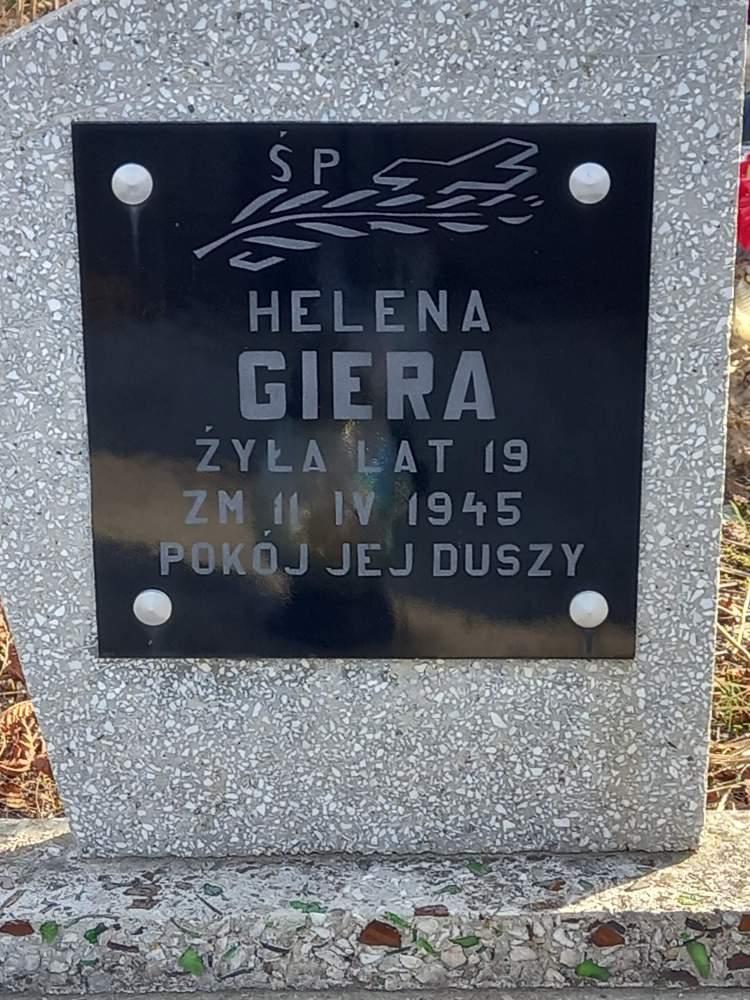 ŚP
HELENA
GIERA
ŻYŁA LAT 19
ZM 11 IV 1945
POKÓJ JEJ DUSZY